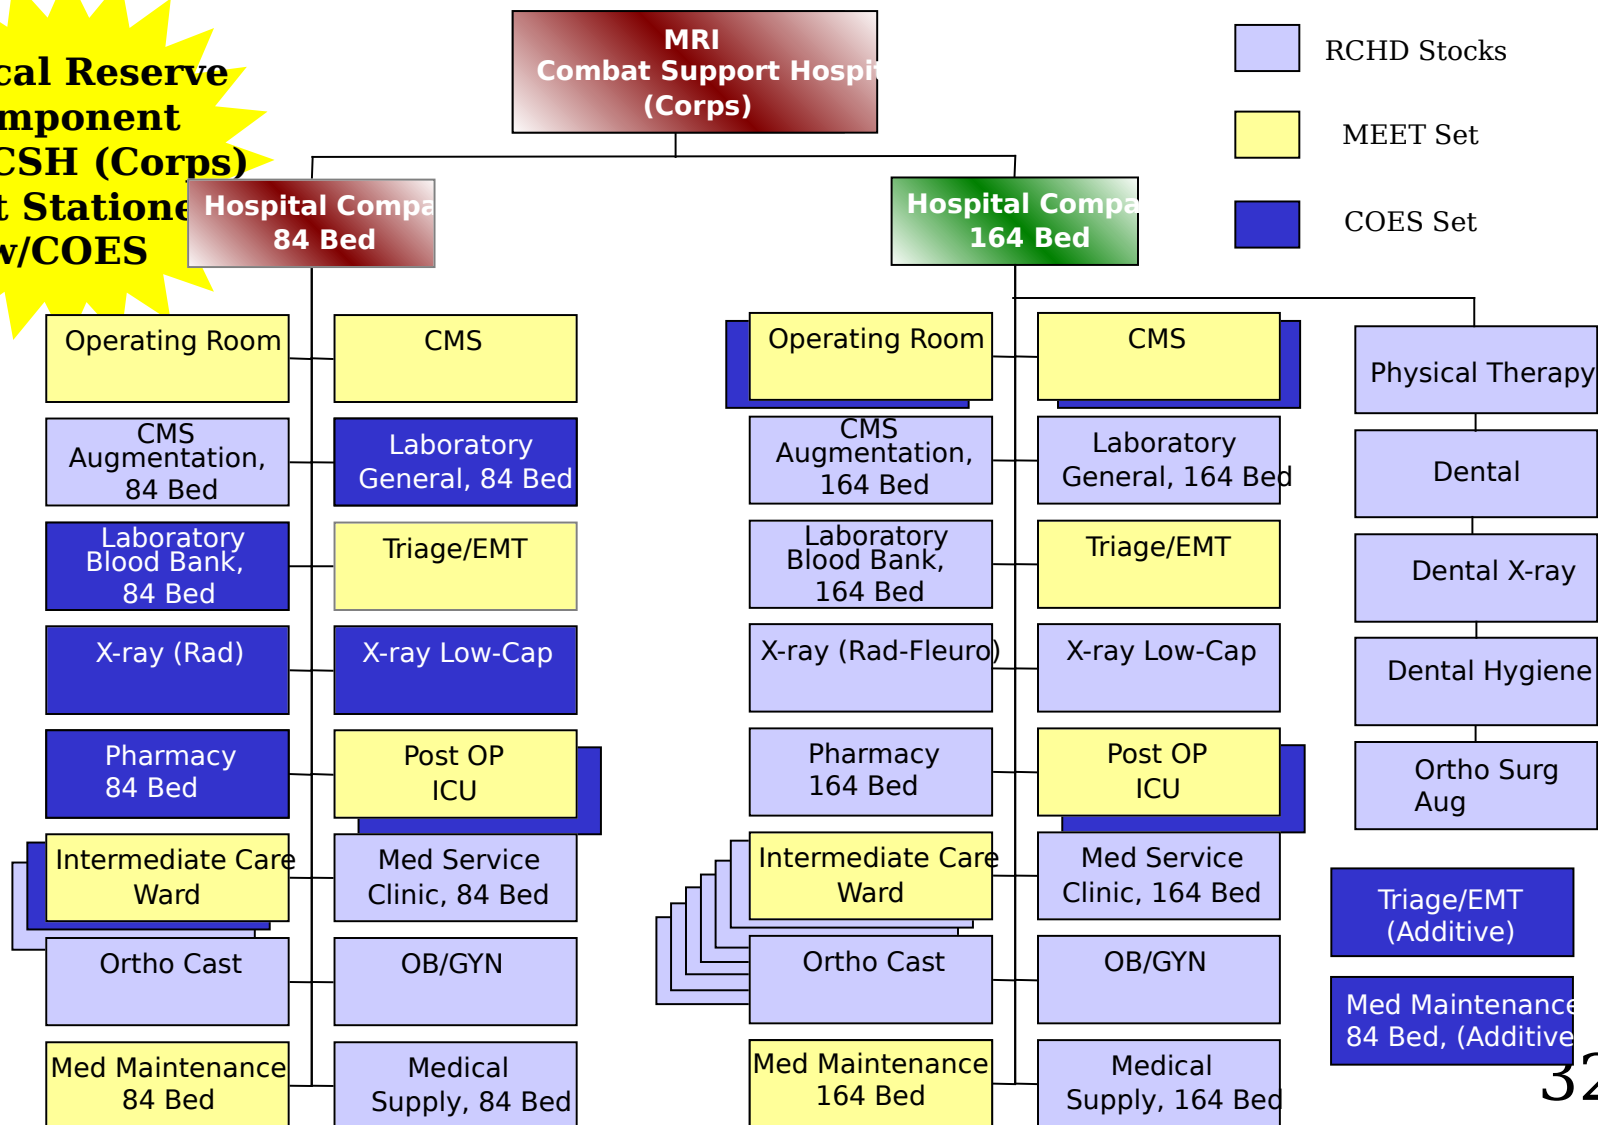 cal Reserve
mponent
CSH (Corps)
t Statione
w/COES
MRI
Combat Support Hospit
(Corps)
RCHD Stocks
MEET Set
COES Set
Hospital Compa
84 Bed
Hospital Compa
164 Bed
Operating Room
CMS
CMS
Augmentation,
84 Bed
Laboratory
General, 84 Bed
Laboratory
Blood Bank,
84 Bed
Triage/EMT
X-ray (Rad)
X-ray Low-Cap
Pharmacy
84 Bed
Post OP
ICU
Intermediate Care
Ward
Med Service
Clinic, 84 Bed
Ortho Cast
OB/GYN
Med Maintenance
84 Bed
Medical
Supply, 84 Bed
Operating Room
CMS
CMS
Augmentation,
164 Bed
Laboratory
General, 164 Bed
Laboratory
Blood Bank,
164 Bed
Triage/EMT
X-ray (Rad-Fleuro)
X-ray Low-Cap
Pharmacy
164 Bed
Post OP
ICU
Intermediate Care
Ward
Med Service
Clinic, 164 Bed
Ortho Cast
OB/GYN
Med Maintenance
164 Bed
Medical
Supply, 164 Bed
Physical Therapy
Dental
Dental X-ray
Dental Hygiene
Ortho Surg
Aug
Triage/EMT
(Additive)
Med Maintenance
84 Bed, (Additive
32